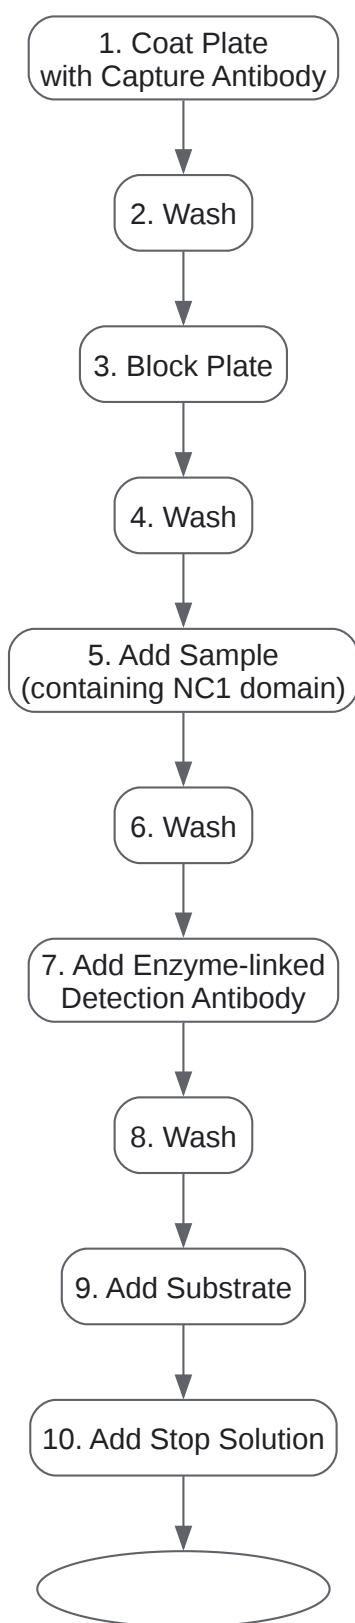 1. Coat Plate
with Capture Antibody
2. Wash
3. Block Plate
4. Wash
5. Add Sample
(containing NC1 domain)
6. Wash
7. Add Enzyme-linked
Detection Antibody
8. Wash
9. Add Substrate
10. Add Stop Solution